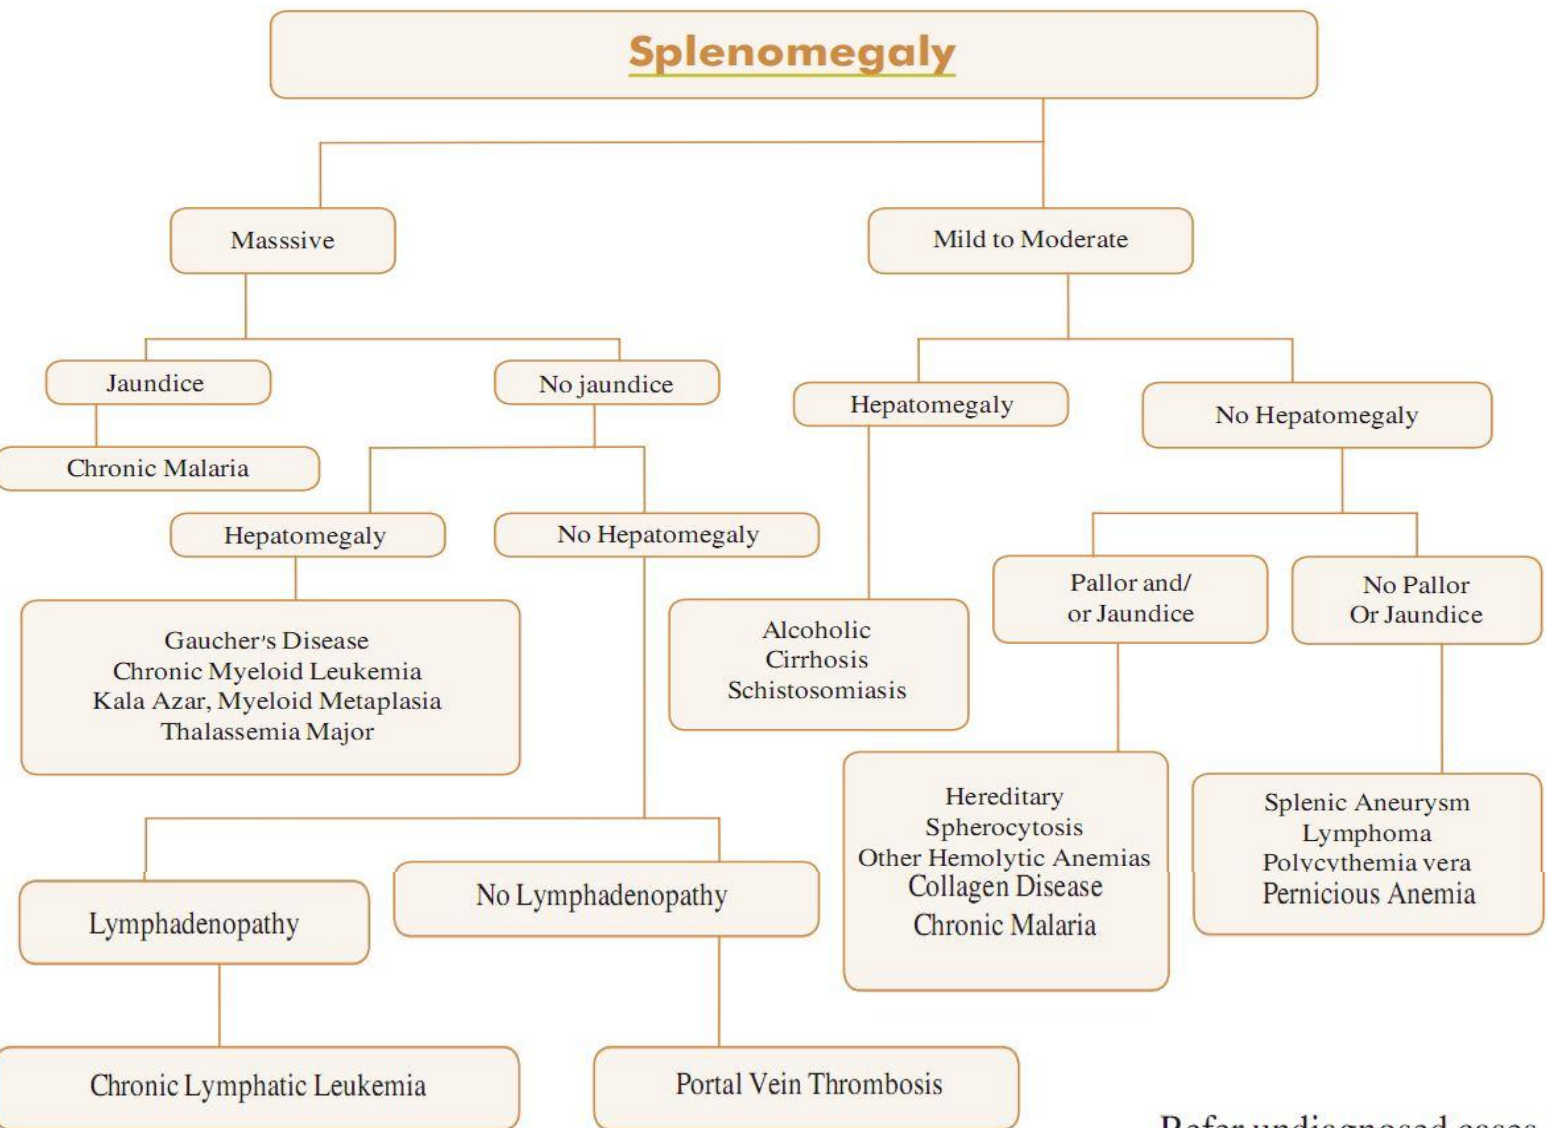 Splenomegaly
Masssive
Mild to Moderate
Jaundice
No jaundice
Hepatomegaly
No Hepatomegaly
Chronic Malaria
Hepatomegaly
No Hepatomegaly
Pallor and/
or Jaundice
No Pallor
Or Jaundice
Gaucher's Disease
Chronic Myeloid Leukemia
Kala Azar, Myeloid Metaplasia
Thalassemia Major
Alcoholic
Cirrhosis
Schistosomiasis
Hereditary
Spherocytosis
Other Hemolytic Anemias
Collagen Disease
Chronic Malaria
Splenic Aneurysm
Lymphoma
Polycythemia vera
Pernicious Anemia
Lymphadenopathy
No Lymphadenopathy
Chronic Lymphatic Leukemia
Portal Vein Thrombosis
Refer undiagnosed cases